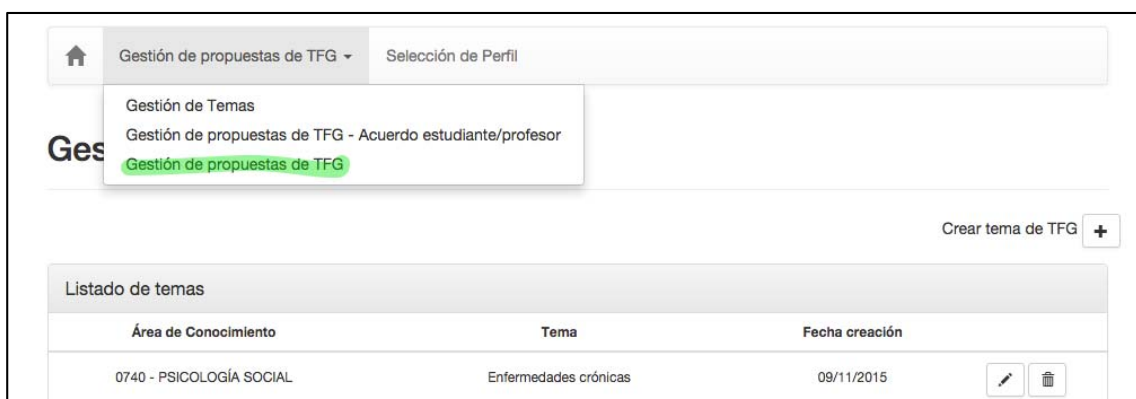 Gestión de propuestas de TFG Selección de Perfil
Gestión de Temas
Gestión de propuestas de TFG - Acuerdo estudiante/profesor
Gestión de propuestas de TFG
Ges
Crear tema de TFG +
Listado de temas
Área de Conocimiento Tema Fecha creación
0740 - PSICOLOGÍA SOCIAL Enfermedades crónicas 09/11/2015